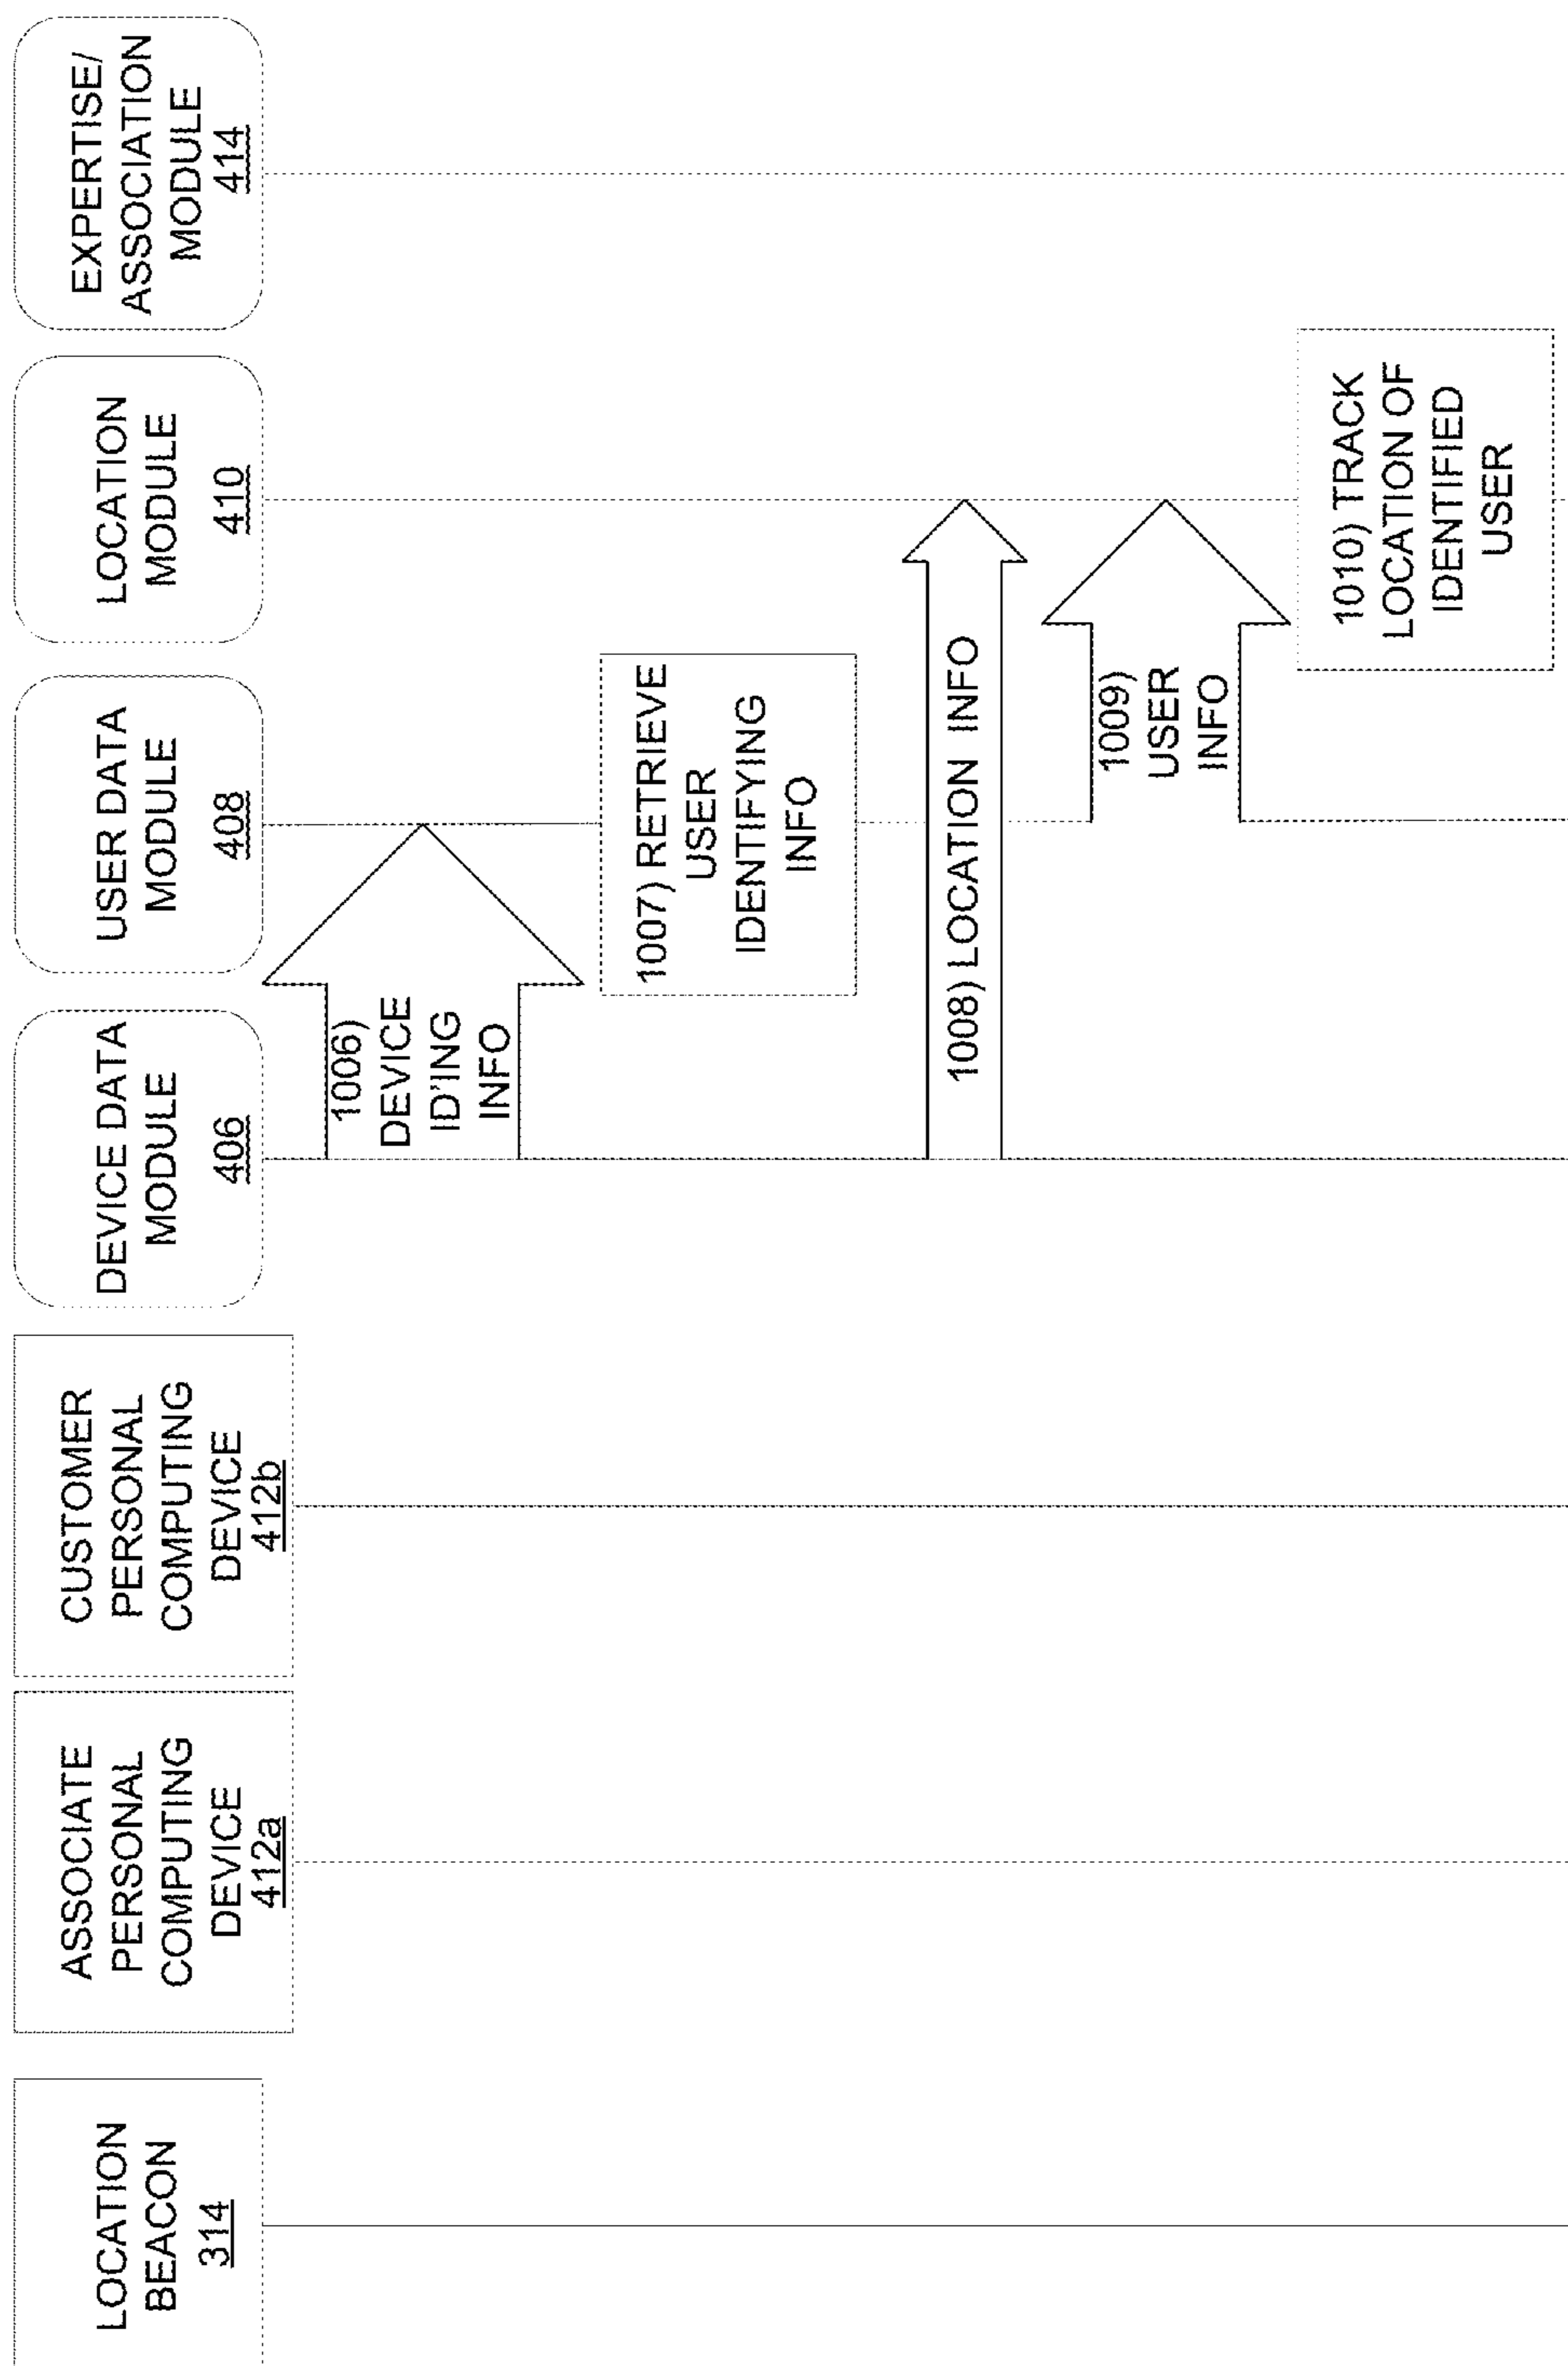 LOCATION
BEACON
314
ASSOCIATE
PERSONAL
COMPUTING
DEVICE
412a
CUSTOMER
PERSONAL
COMPUTING
DEVICE
412b
DEVICE DATA
MODULE
406
USER DATA
MODULE
408
LOCATION
MODULE
410
EXPERTISE/
ASSOCIATION
MODULE
414
1006)
DEVICE
ID'ING
INFO
1007) RETRIEVE
USER
IDENTIFYING
INFO
1008) LOCATION INFO
1009)
USER
INFO
1010) TRACK
LOCATION OF
IDENTIFIED
USER